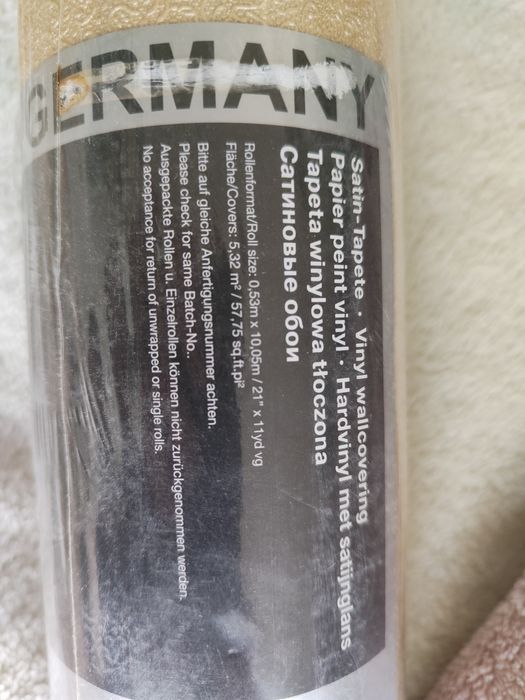 GERMANY
Satin-Tapete · Vinyl wallcovering
Papier peint vinyl · Hardvinyl met satijnglans
Tapeta winylowa tłoczona
Сатиновые обои
Rollenformat/Roll size: 0,53m x 10,05m / 21" x 11yd vg
Fläche/Covers: 5,32 m² / 57,75 sq.ft.pi²
Bitte auf gleiche Anfertigungsnummer achten.
Please check for same Batch-No..
Ausgepackte Rollen u. Einzelrollen können nicht zurückgenommen werden.
No acceptance for return of unwrapped or single rolls.